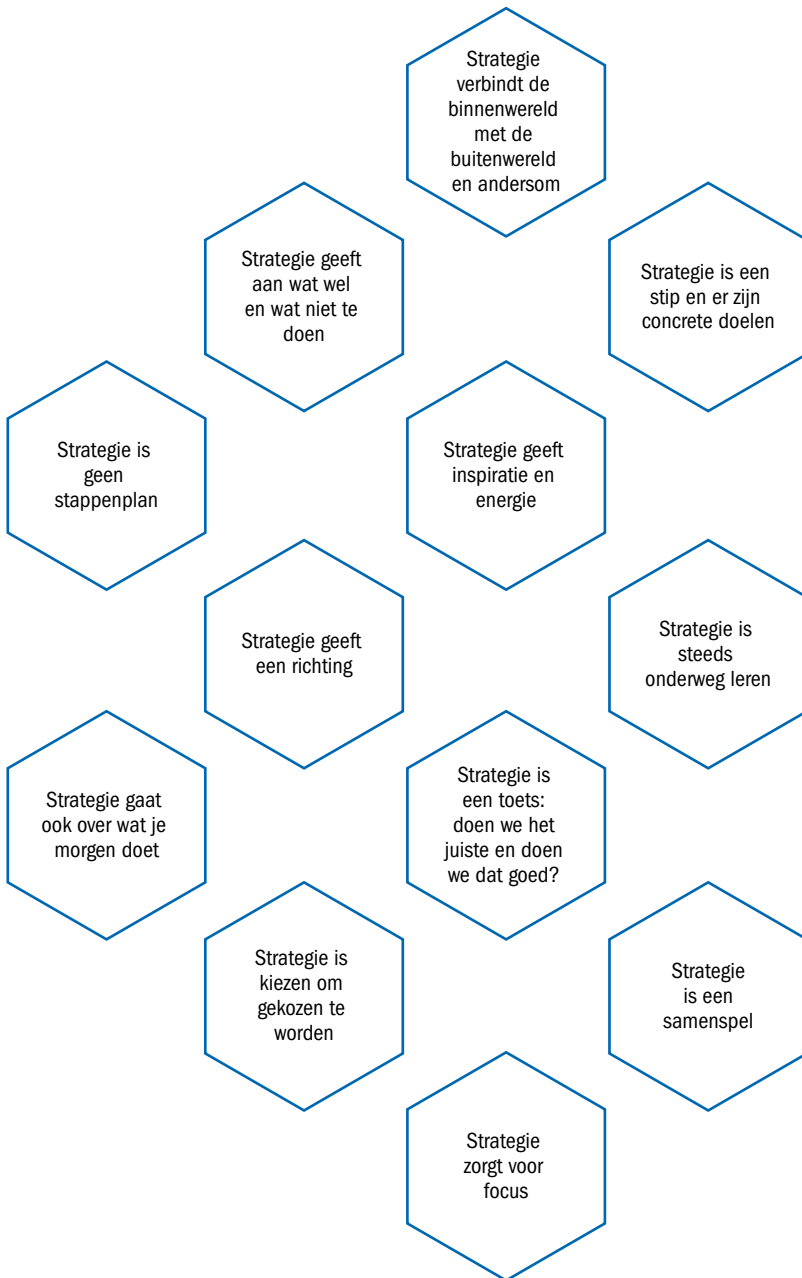 Strategie
verbindt de
binnenwereld
met de
buitenwereld
en andersom
Strategie geeft
aan wat wel
en wat niet te
doen
Strategie is een
stip en er zijn
concrete doelen
Strategie is
geen
stappenplan
Strategie geeft
inspiratie en
energie
Strategie geeft
een richting
Strategie is
steeds
onderweg leren
Strategie gaat
ook over wat je
morgen doet
Strategie is
een toets:
doen we het
juiste en doen
we dat goed?
Strategie is
kiezen om
gekozen te
worden
Strategie
is een
samenspel
Strategie
zorgt voor
focus